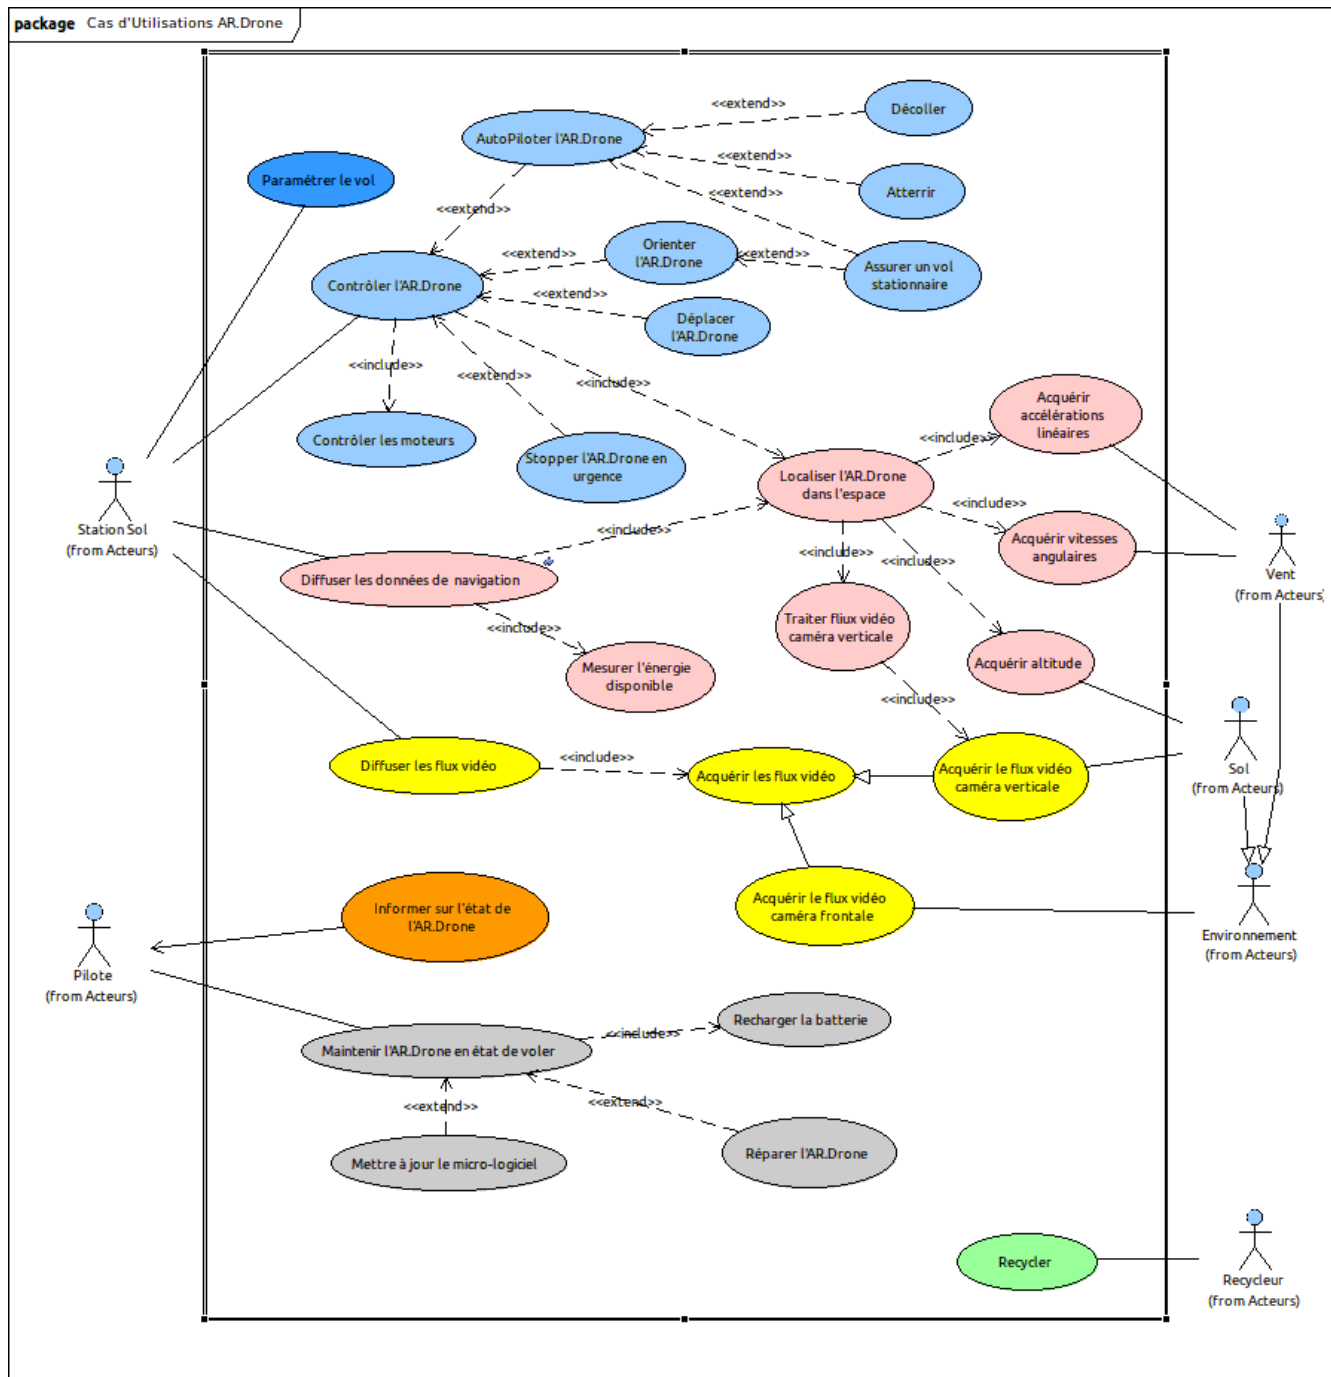 package Cas d'Utilisations AR.Drone
<<extend>>
Décoller
AutoPiloter l'AR.Drone
<<extend>>
Paramétrer le vol
Atterrir
<<extend>>
<<extend>>
Orienter
l'AR.Drone
<<extend>>
<<extend>>
Assurer un vol
stationnaire
Contrôler l'AR.Drone
<<extend>>
Déplacer
l'AR.Drone
<<include>>
<<extend>>
<<include>>
Acquérir
accélérations
linéaires
Contrôler les moteurs
<<include>>
Stopper l'AR.Drone en
urgence
Localiser l'AR.Drone
dans l'espace
<<include>>
Station Sol
(from Acteurs)
<<include>>
Acquérir vitesses
angulaires
<<include>>
<<include>>
Vent
(from Acteurs)
Diffuser les données de navigation
<<include>>
Traiter fliux vidéo
caméra verticale
Mesurer l'énergie
disponible
Acquérir altitude
<<include>>
Diffuser les flux vidéo
<<include>>
Acquérir les flux vidéo
Acquérir le flux vidéo
caméra verticale
Sol
(from Acteurs)
Acquérir le flux vidéo
caméra frontale
Informer sur l'état de
l'AR.Drone
Environnement
(from Acteurs)
Pilote
(from Acteurs)
Recharger la batterie
<<include>>
Maintenir l'AR.Drone en état de voler
<<extend>>
<<extend>>
Réparer l'AR.Drone
Mettre à jour le micro-logiciel
Recycler
Recycleur
(from Acteurs)